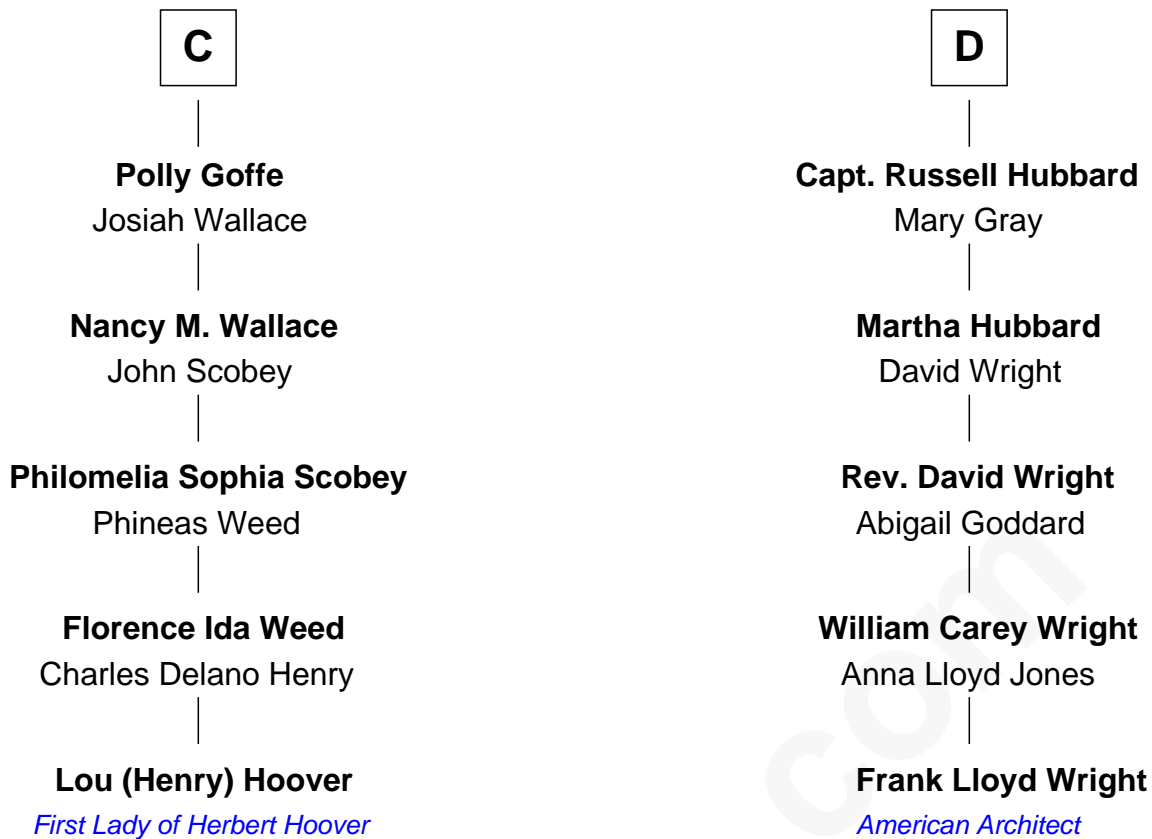 C
Polly Goffe
Josiah Wallace
Nancy M. Wallace
John Scobey
Philomelia Sophia Scobey
Phineas Weed
Florence Ida Weed
Charles Delano Henry
Lou (Henry) Hoover
First Lady of Herbert Hoover
D
Capt. Russell Hubbard
Mary Gray
Martha Hubbard
David Wright
Rev. David Wright
Abigail Goddard
William Carey Wright
Anna Lloyd Jones
Frank Lloyd Wright
American Architect
com